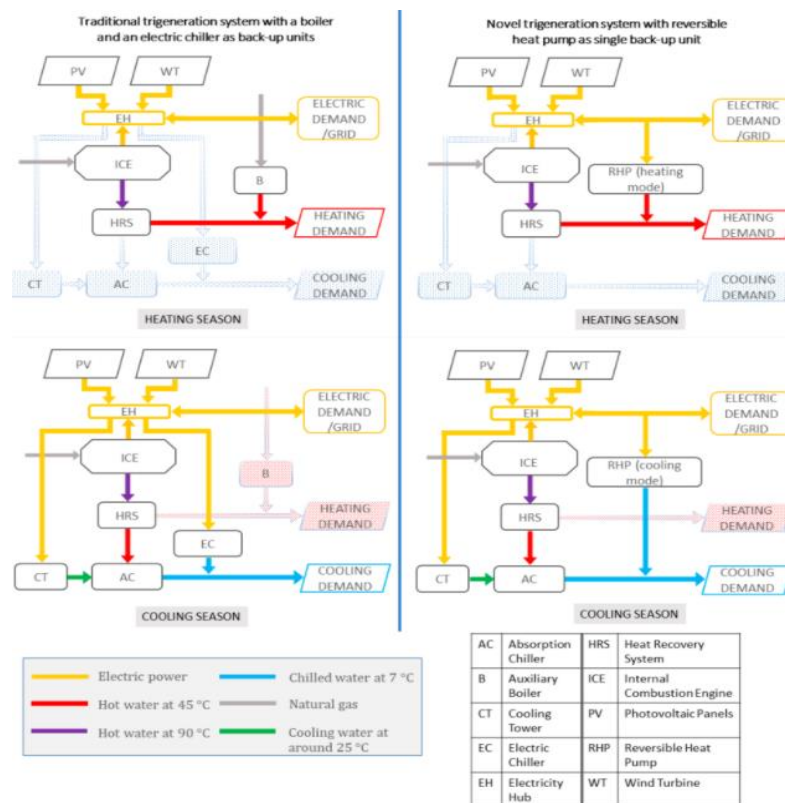 Traditional trigeneration system with a boiler
and an electric chiller as back-up units
PV
WT
EH
ELECTRIC
DEMAND
/GRID
ICE
B
HRS
HEATING
DEMAND
EC
CT
AC
COOLING
DEMAND
HEATING SEASON
Novel trigeneration system with reversible
heat pump as single back-up unit
PV
WT
EH
ELECTRIC
DEMAND
/GRID
ICE
RHP (heating
mode)
HRS
HEATING
DEMAND
CT
AC
COOLING
DEMAND
HEATING SEASON
PV
WT
EH
ELECTRIC
DEMAND
/GRID
ICE
B
HRS
HEATING
DEMAND
EC
CT
AC
COOLING
DEMAND
COOLING SEASON
PV
WT
EH
ELECTRIC
DEMAND
/GRID
ICE
RHP (cooling
mode)
HRS
HEATING
DEMAND
CT
AC
COOLING
DEMAND
COOLING SEASON
Electric power
Chilled water at 7 °C
Hot water at 45 °C
Natural gas
Hot water at 90 °C
Cooling water at
around 25 °C
AC Absorption
Chiller
HRS Heat Recovery
System
B Auxiliary
Boiler
ICE Internal
Combustion Engine
CT Cooling
Tower
PV Photovoltaic Panels
EC Electric
Chiller
RHP Reversible Heat
Pump
EH Electricity
Hub
WT Wind Turbine